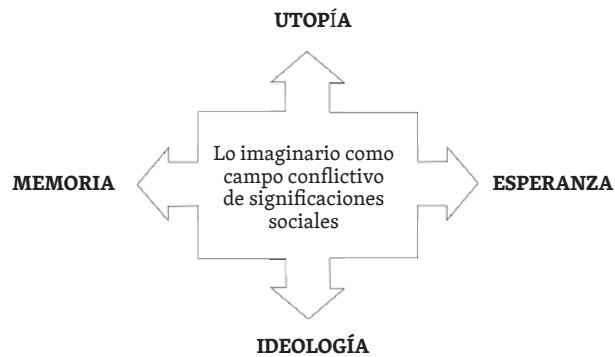 UTOPÍA
Lo imaginario como
campo conflictivo
de significaciones
sociales
MEMORIA
ESPERANZA
IDEOLOGÍA